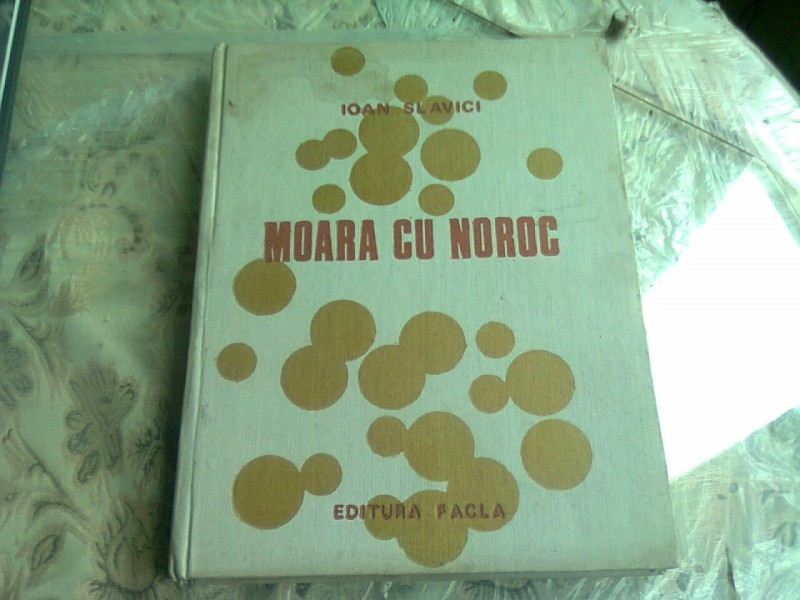 IOAN SLAVICI
MOARA CU NOROC
EDITURA FACLA